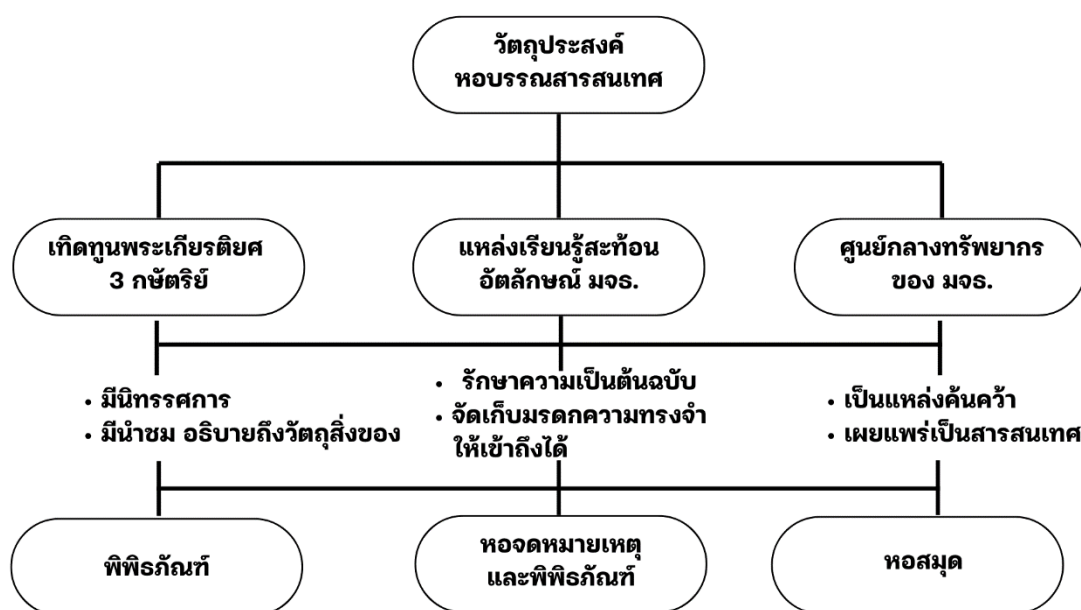 วัตถุประสงค์
หอบรรณสารสนเทศ
เทิดทูนพระเกียรติยศ
3 กษัตริย์
แหล่งเรียนรู้สะท้อน
อัตลักษณ์ มจธ.
ศูนย์กลางทรัพยากร
ของ มจธ.
• มีนิทรรศการ
• มีนำชม อธิบายถึงวัตถุสิ่งของ
• รักษาความเป็นต้นฉบับ
• จัดเก็บมรดกความทรงจำ
ให้เข้าถึงได้
• เป็นแหล่งค้นคว้า
• เผยแพร่เป็นสารสนเทศ
พิพิธภัณฑ์
หอจดหมายเหตุ
และพิพิธภัณฑ์
หอสมุด